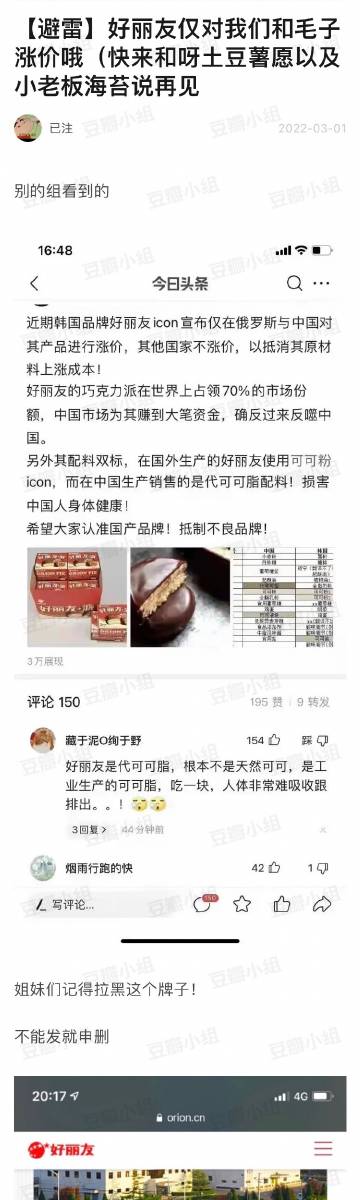 【避雷】好丽友仅对我们和毛子
涨价哦（快来和呀土豆薯愿以及
小老板海苔说再见
已注
2022-03-01
别的组看到的
16:48
今日头条
近期韩国品牌好丽友icon宣布仅在俄罗斯与中国对
其产品进行涨价，其他国家不涨价，以抵消其原材
料上涨成本！
好丽友的巧克力派在世界上占领70%的市场份
额，中国市场为其赚到大笔资金，确反过来反噬中
国。
另外其配料双标，在国外生产的好丽友使用可可粉
icon，而在中国生产销售的是代可可脂配料！损害
中国人身体健康！
希望大家认准国产品牌！抵制不良品牌！
好丽友·派
中国
韩国
3万展现
评论 150
195 赞
9 转发
藏于泥O绚于野
154
踩
好丽友是代可可脂，根本不是天然可可，是工
业生产的可可脂，吃一块，人体非常难吸收跟
排出。。！
3回复 >
44分钟前
烟雨行跑的快
42
1
写评论...
150
姐妹们记得拉黑这个牌子！
不能发就申删
20:17
4G
orion.cn
好丽友
豆瓣小组